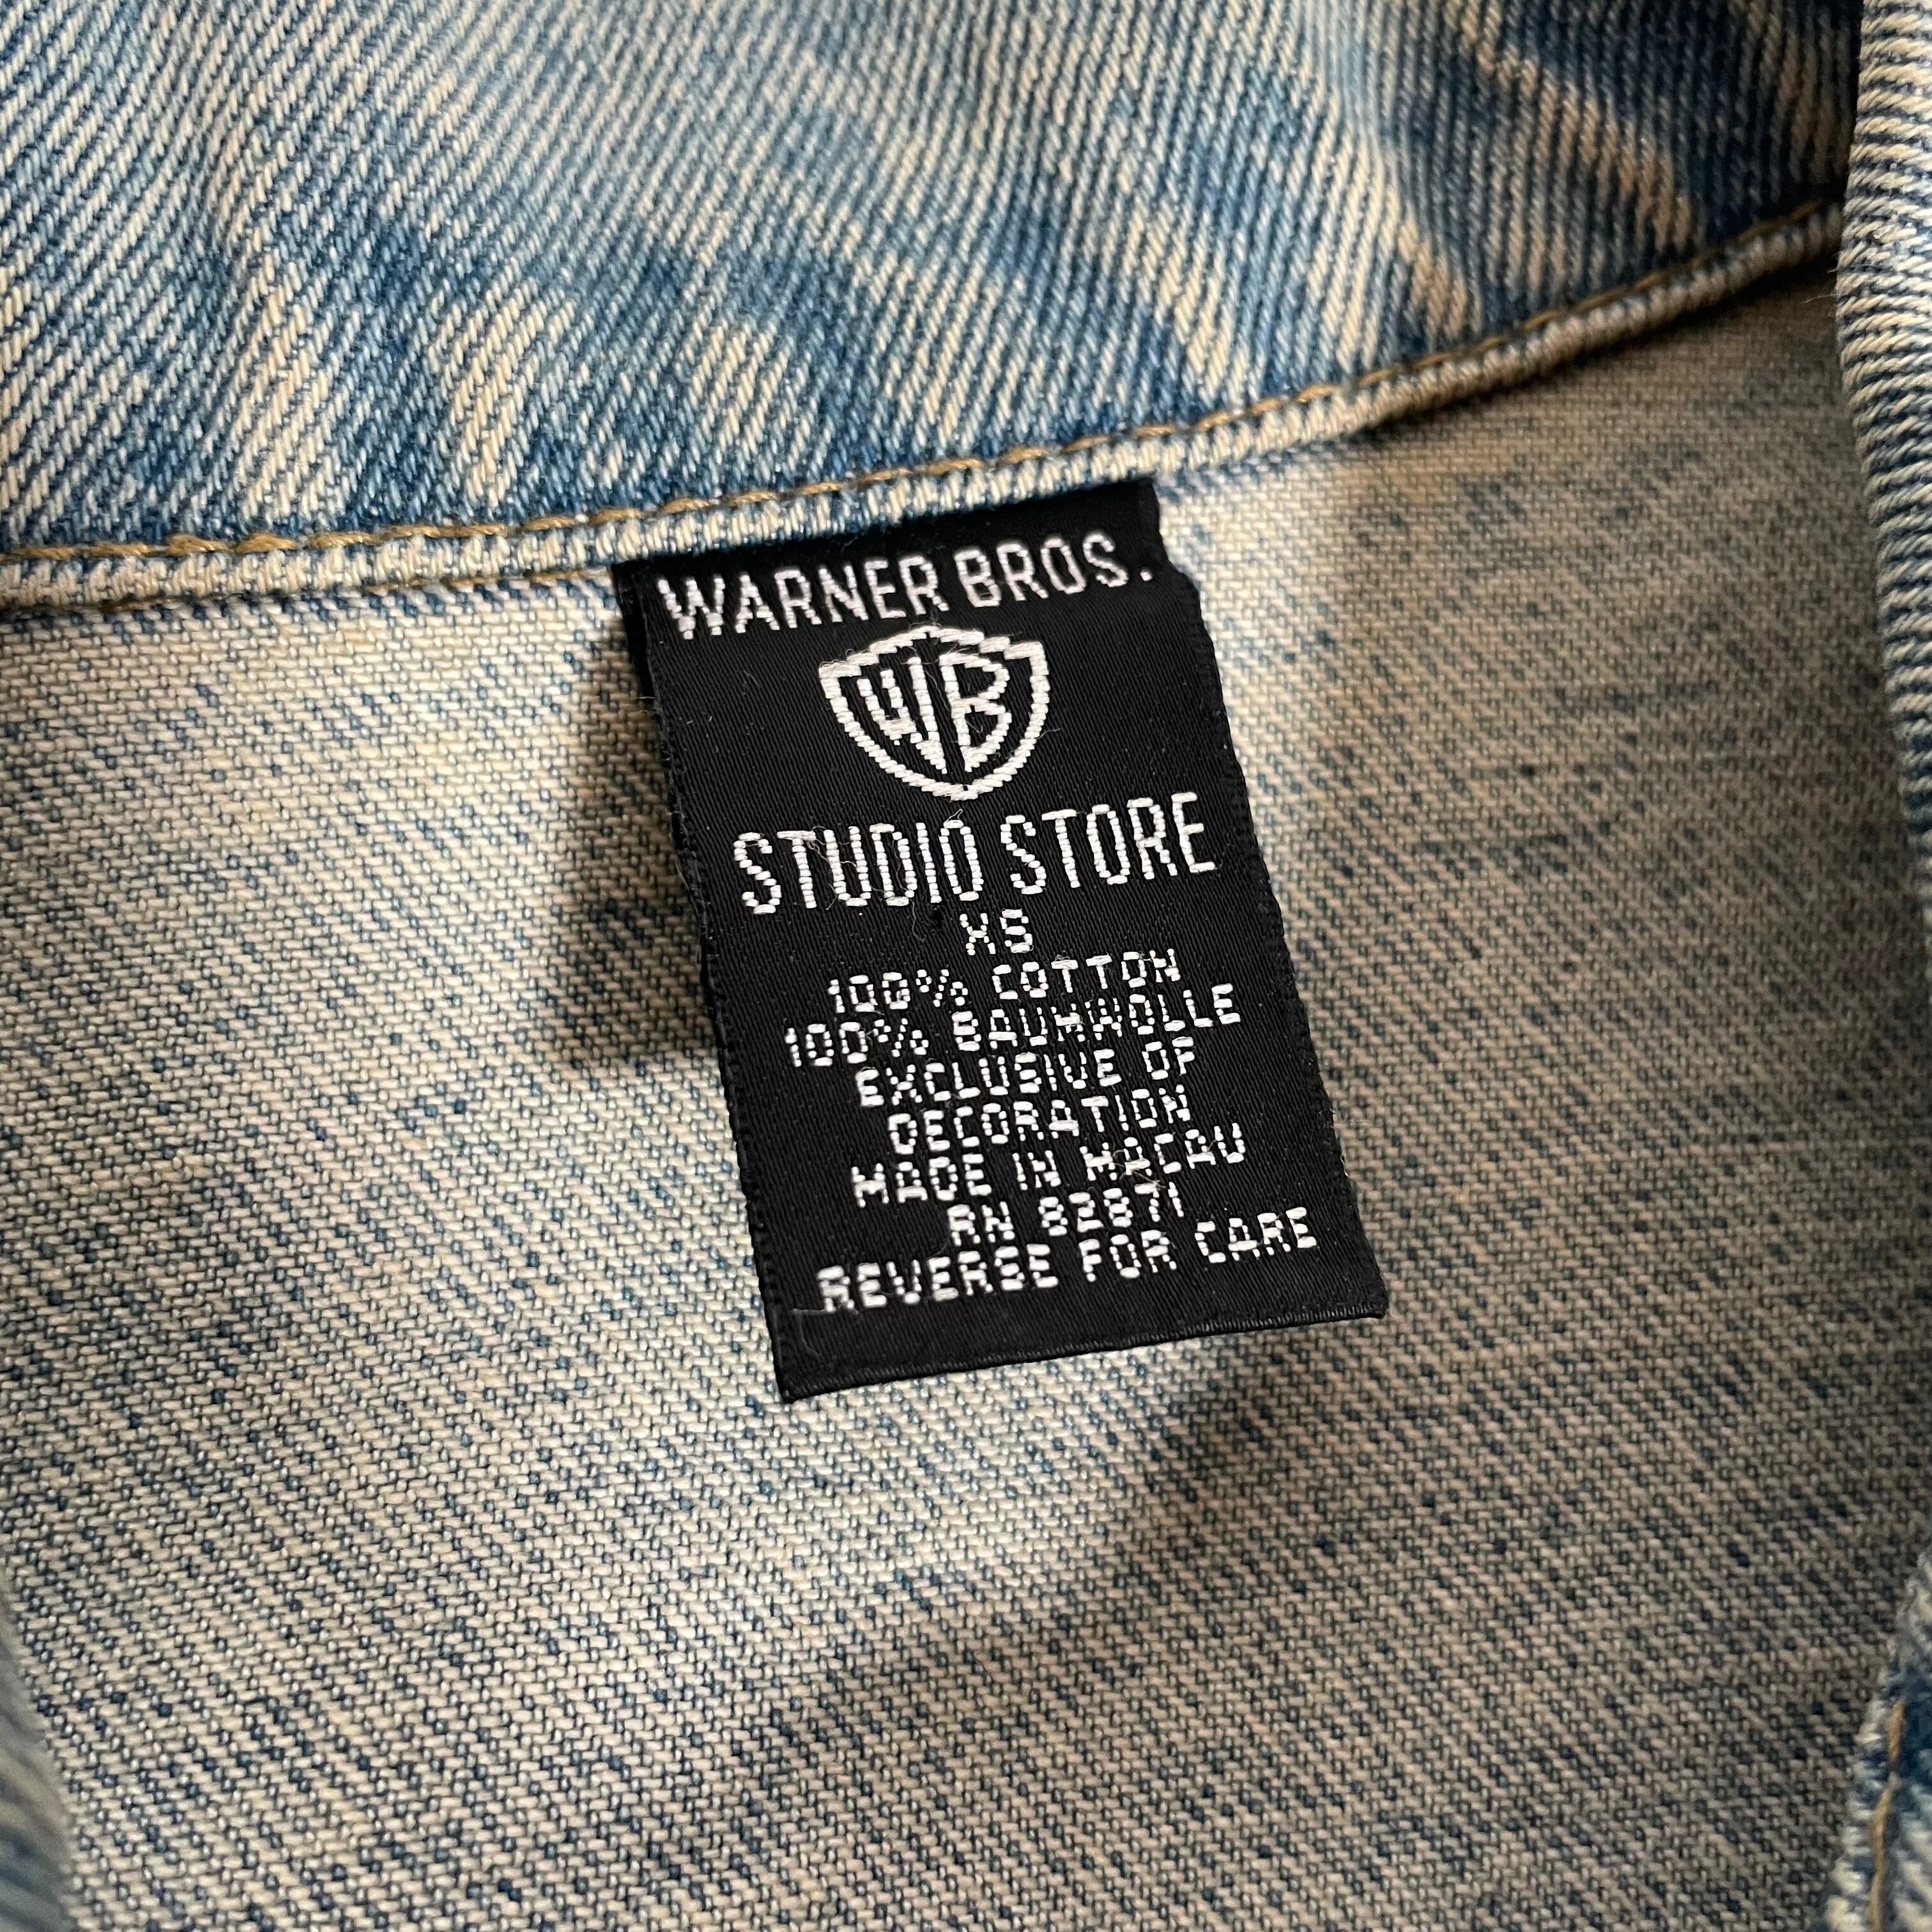 WARNER BROS.
WB
STUDIO STORE
XS
100% COTTON
100% BAUMWOLLE
EXCLUSIVE OF
DECORATION
MADE IN MACAU
RN 82871
REVERSE FOR CARE